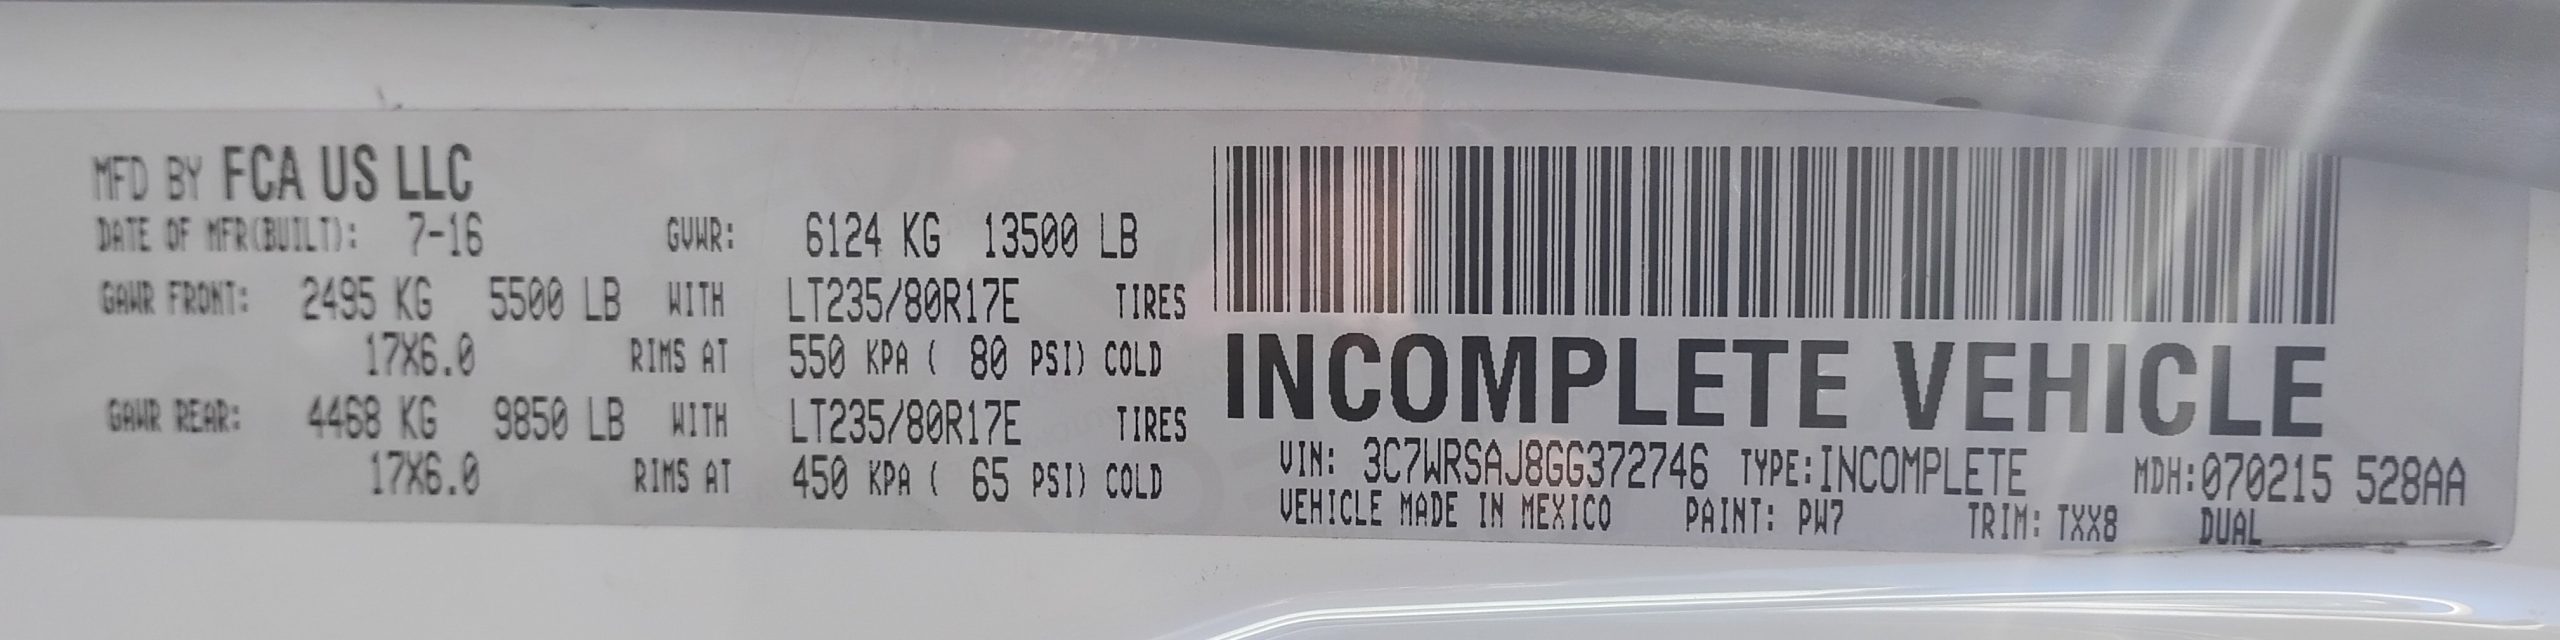 MFD BY FCA US LLC
DATE OF MFR(BUILT): 7-16 GVWR: 6124 KG 13500 LB
GAWR FRONT: 2495 KG 5500 LB WITH LT235/80R17E TIRES
17X6.0 RIMS AT 550 KPA ( 80 PSI) COLD
GAWR REAR: 4468 KG 9850 LB WITH LT235/80R17E TIRES
17X6.0 RIMS AT 450 KPA ( 65 PSI) COLD
INCOMPLETE VEHICLE
VIN: 3C7WRSAJ8GG372746 TYPE:INCOMPLETE MDH:070215 528AA
VEHICLE MADE IN MEXICO PAINT: PW7 TRIM: TXX8 DUAL